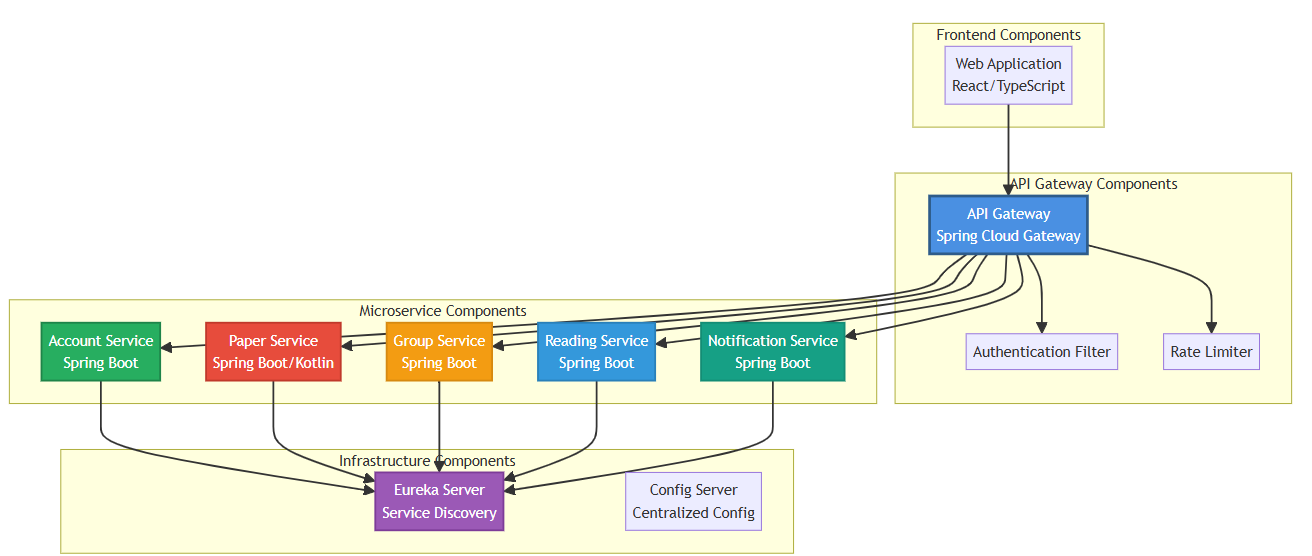 Frontend Components
Web Application
React/TypeScript
API Gateway Components
API Gateway
Spring Cloud Gateway
Authentication Filter
Rate Limiter
Microservice Components
Account Service
Spring Boot
Paper Service
Spring Boot/Kotlin
Group Service
Spring Boot
Reading Service
Spring Boot
Notification Service
Spring Boot
Infrastructure Components
Eureka Server
Service Discovery
Config Server
Centralized Config